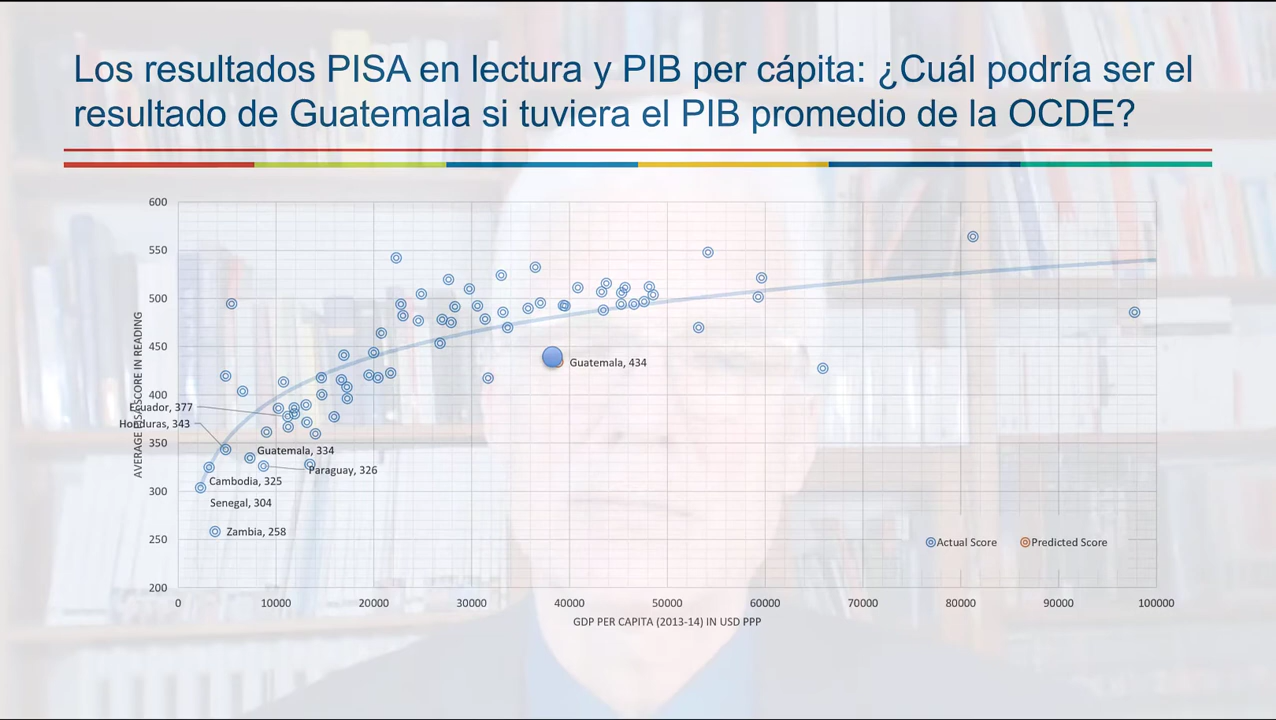 Los resultados PISA en lectura y PIB per cápita: ¿Cuál podría ser el
resultado de Guatemala si tuviera el PIB promedio de la OCDE?
600
550
500
450
400
350
300
250
200
AVERAGE PISA SCORE IN READING
Ecuador, 377
Honduras, 343
Guatemala, 434
Guatemala, 334
Paraguay, 326
Cambodia, 325
Senegal, 304
Zambia, 258
Actual Score
Predicted Score
0 10000 20000 30000 40000 50000 60000 70000 80000 90000 100000
GDP PER CAPITA (2013-14) IN USD PPP